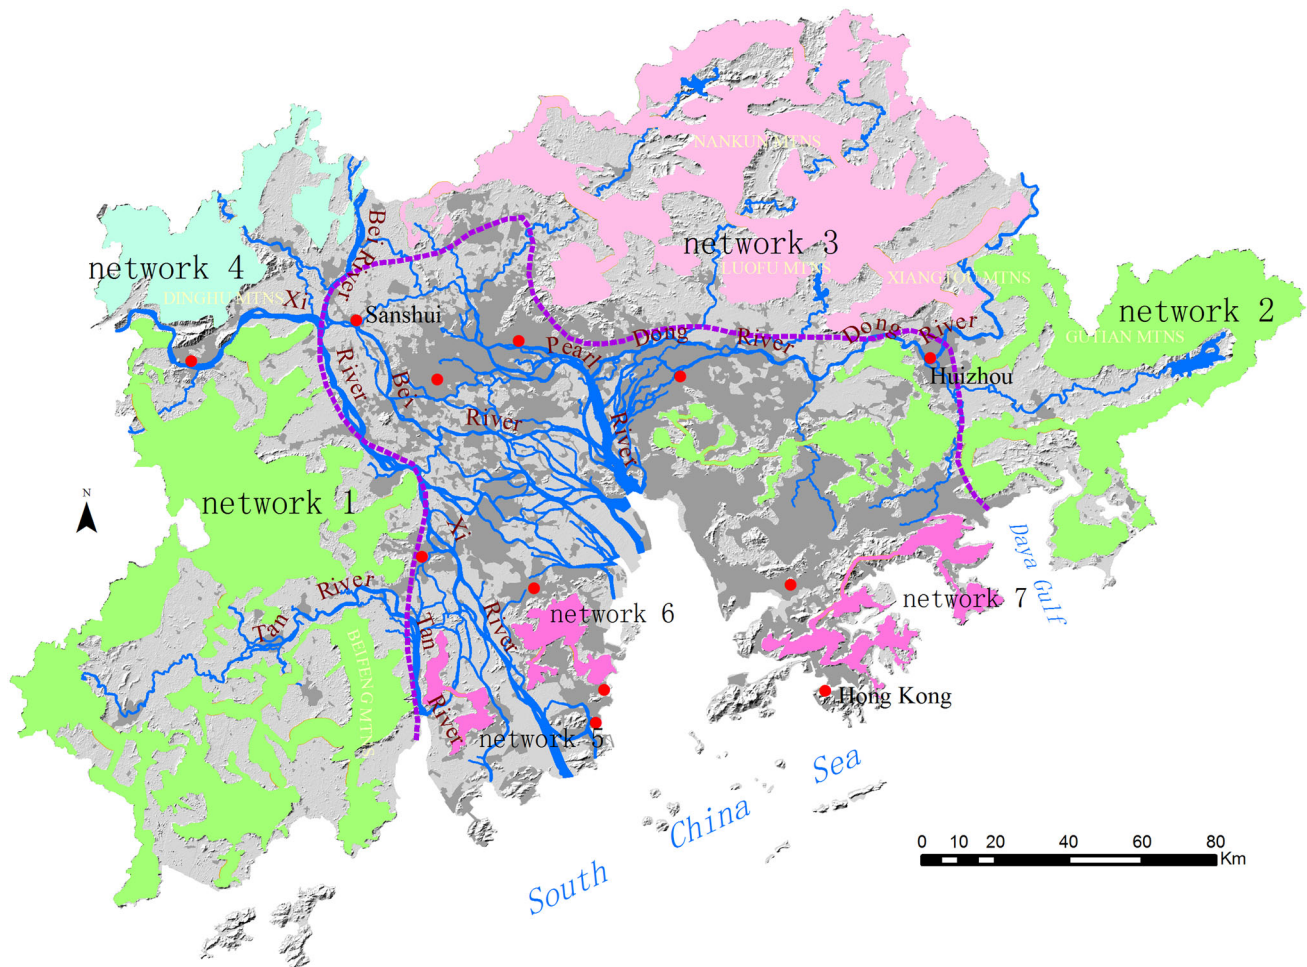 NANKUN MTNS
Bei River
network 3
network 4
LUOFU MTNS
XIANGTOU MTNS
DINGHU MTNS
Xi
River
network 2
GUTIAN MTNS
Sanshui
Dong
River
Dong
River
Pearl
River
Huizhou
Bei
River
network 1
N
Xi
River
Daya Gulf
River
Tan
network 6
network 7
Tan
River
BEIFENG MTNS
Hong Kong
network 5
South China Sea
0 10 20 40 60 80
Km